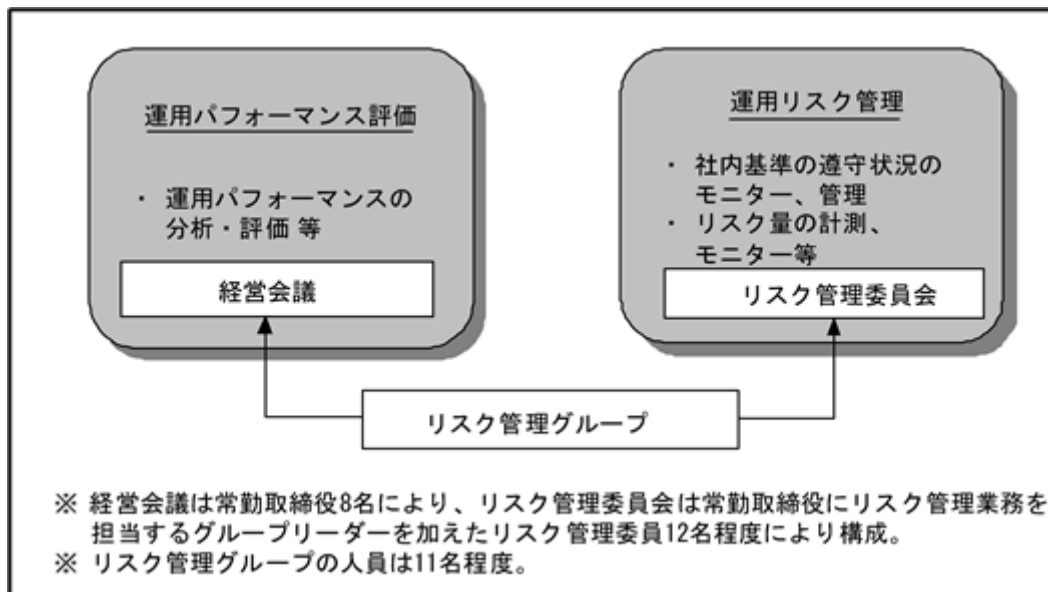 運用パフォーマンス評価
・ 運用パフォーマンスの
分析・評価 等
経営会議
運用リスク管理
・ 社内基準の遵守状況の
モニター、管理
・ リスク量の計測、
モニター等
リスク管理委員会
リスク管理グループ
※ 経営会議は常勤取締役8名により、リスク管理委員会は常勤取締役にリスク管理業務を
担当するグループリーダーを加えたリスク管理委員12名程度により構成。
※ リスク管理グループの人員は11名程度。